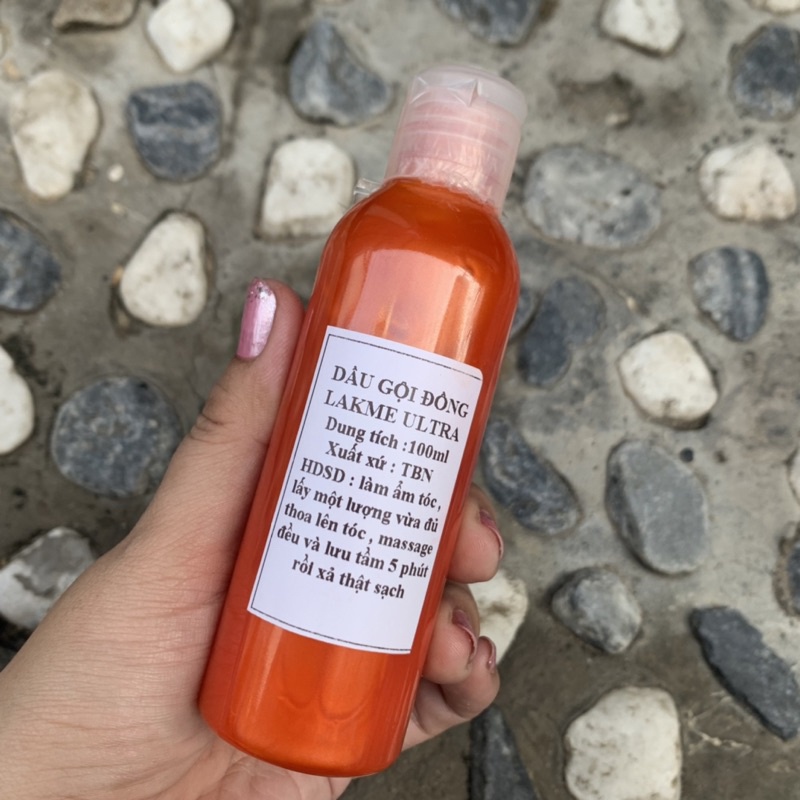 DẦU GỘI ĐỒNG
LAKME ULTRA
Dung tích :100ml
Xuất xứ : TBN
HDSD : làm ẩm tóc ,
lấy một lượng vừa đủ
thoa lên tóc , massage
đều và lưu tầm 5 phút
rồi xả thật sạch